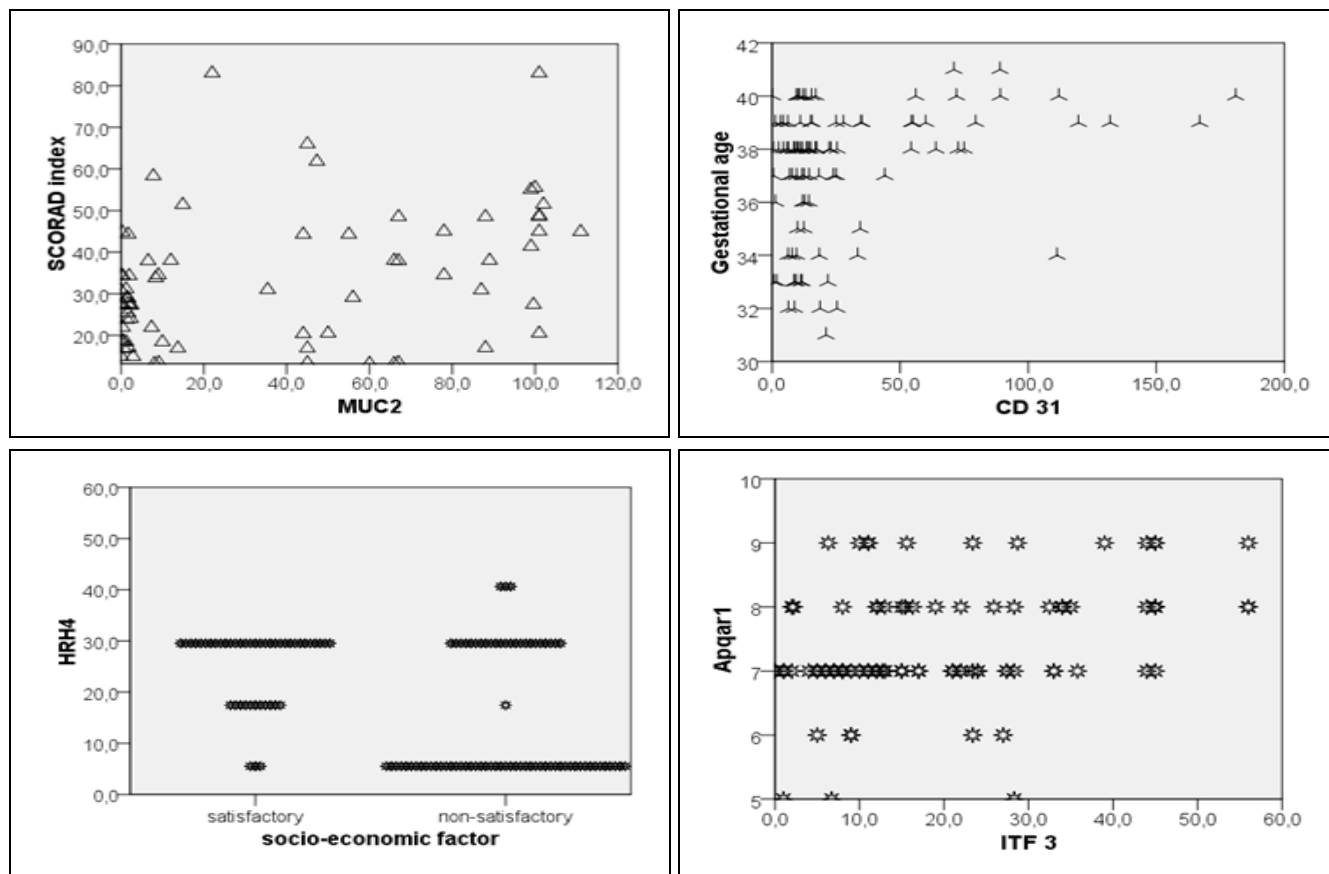 90,0
80,0
70,0
60,0
50,0
40,0
30,0
20,0
SCORAD index
0,0 20,0 40,0 60,0 80,0 100,0 120,0
MUC2
42
40
38
36
34
32
30
Gestational age
0,0 50,0 100,0 150,0 200,0
CD 31
60,0
50,0
40,0
30,0
20,0
10,0
0,0
HRH4
satisfactory non-satisfactory
socio-economic factor
10
9
8
7
6
5
Apqar1
0,0 10,0 20,0 30,0 40,0 50,0 60,0
ITF 3